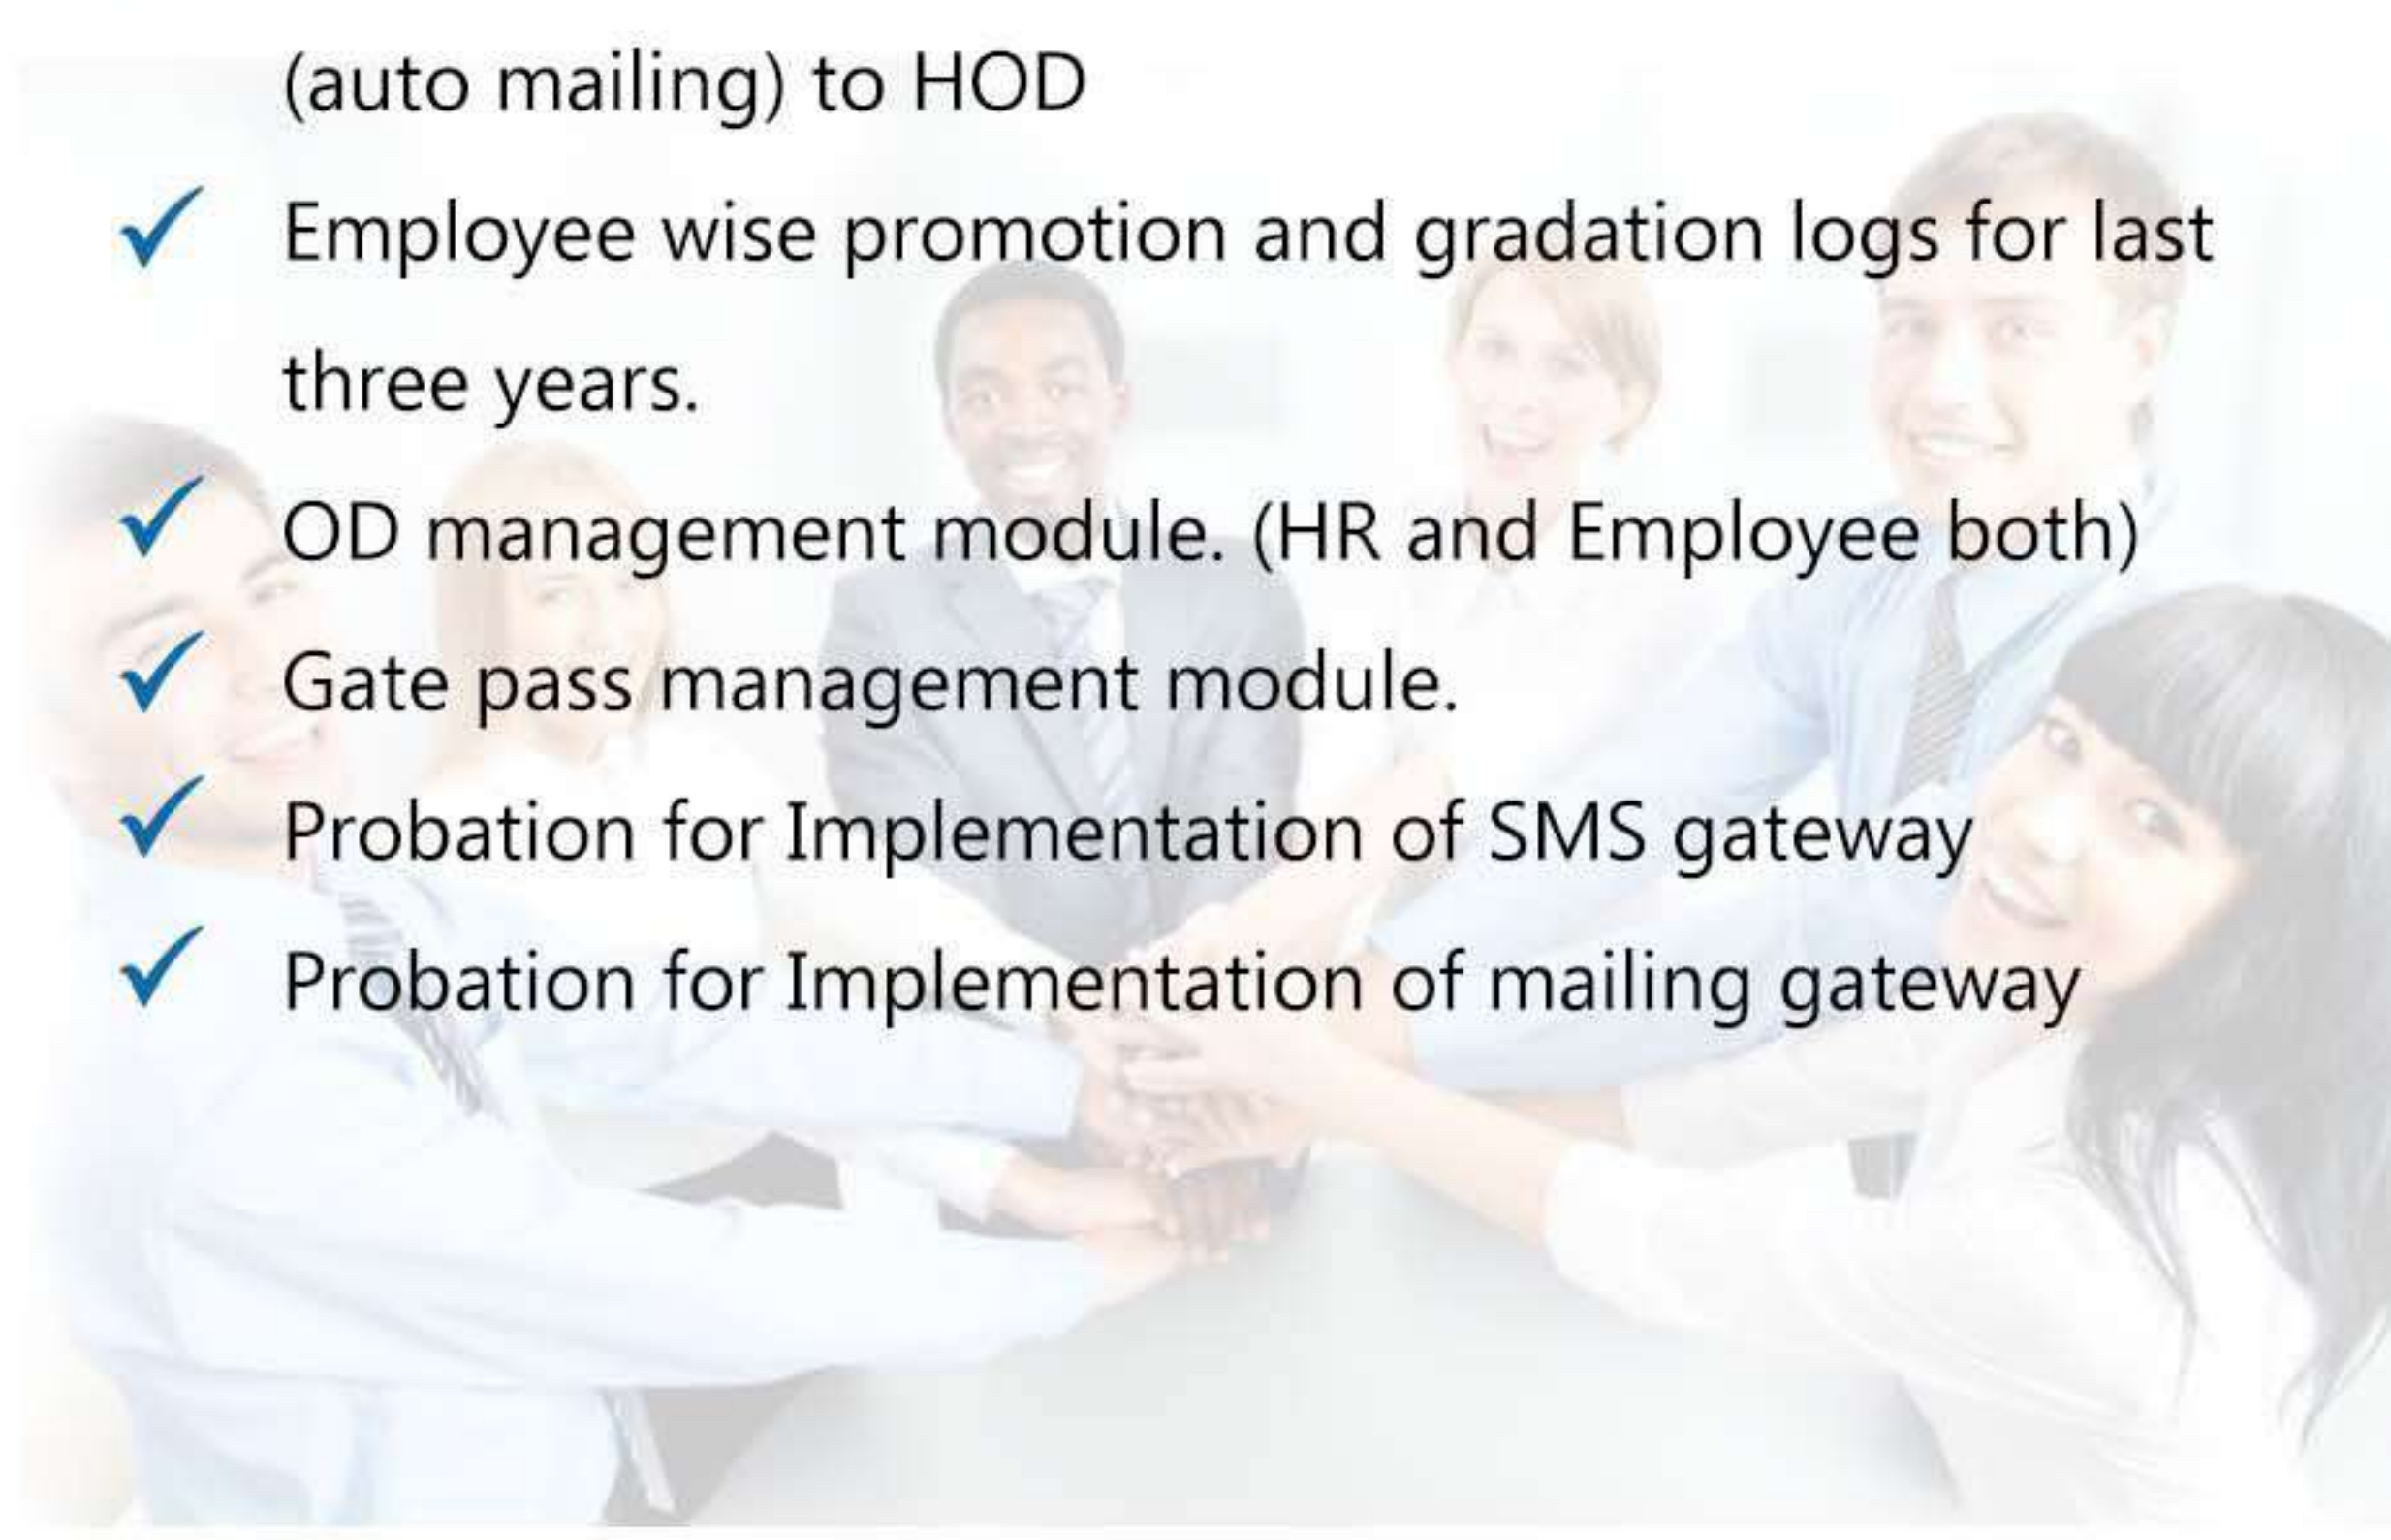 (auto mailing) to HOD
✓ Employee wise promotion and gradation logs for last
three years.
✓ OD management module. (HR and Employee both)
✓ Gate pass management module.
✓ Probation for Implementation of SMS gateway
✓ Probation for Implementation of mailing gateway